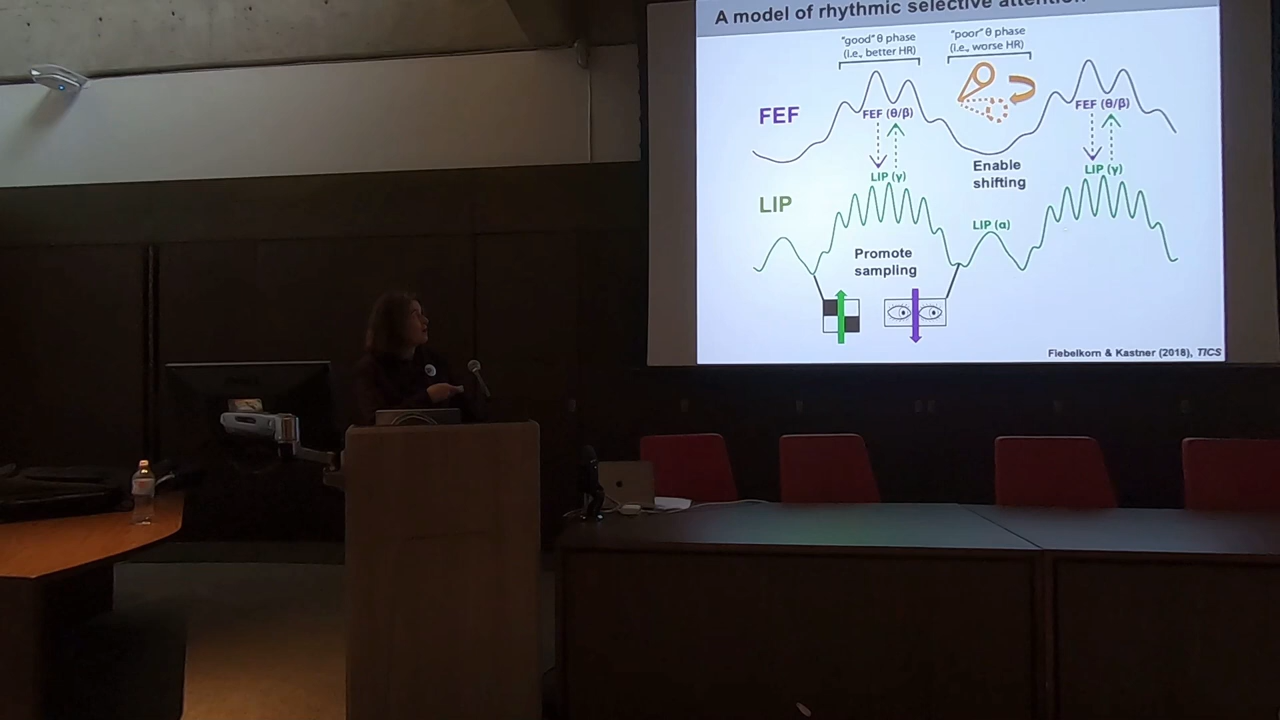 A model of rhythmic selective attention
"good" θ phase
(i.e., better HR)
"poor" θ phase
(i.e., worse HR)
FEF
FEF (θ/β)
FEF (θ/β)
Enable
shifting
LIP (γ)
LIP (γ)
LIP
LIP (α)
Promote
sampling
Fiebelkorn & Kastner (2018), TICS